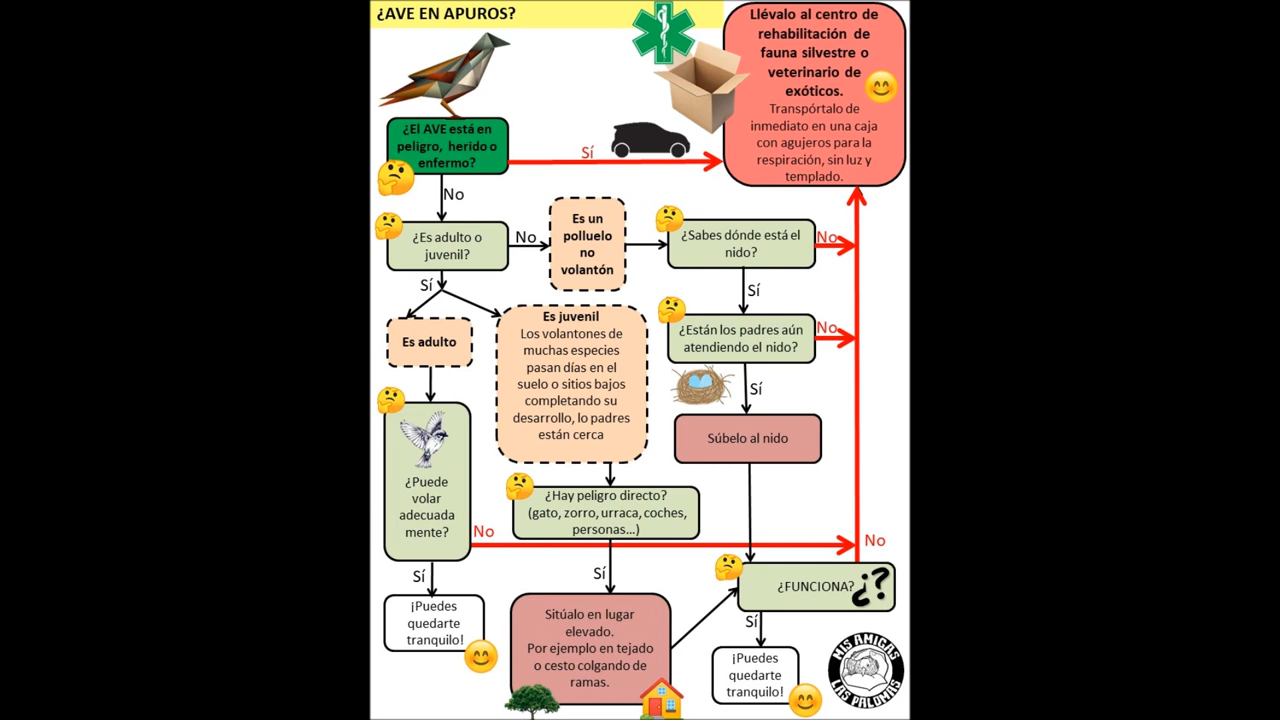 ¿AVE EN APUROS?
Llévalo al centro de
rehabilitación de
fauna silvestre o
veterinario de
exóticos.
Transpórtalo de
inmediato en una caja
con agujeros para la
respiración, sin luz y
templado.
¿El AVE está en
peligro, herido o
enfermo?
Sí
No
¿Es adulto o
juvenil?
No
Es un
polluelo
no
volantón
¿Sabes dónde está el
nido?
No
Sí
Sí
Es adulto
Es juvenil
Los volantones de
muchas especies
pasan días en el
suelo o sitios bajos
completando su
desarrollo, lo padres
están cerca
¿Están los padres aún
atendiendo el nido?
No
Sí
Súbelo al nido
¿Puede
volar
adecuada
mente?
No
Sí
¡Puedes
quedarte
tranquilo!
¿Hay peligro directo?
(gato, zorro, urraca, coches,
personas...)
Sí
Sitúalo en lugar
elevado.
Por ejemplo en tejado
o cesto colgando de
ramas.
No
¿FUNCIONA?
¿?
Sí
¡Puedes
quedarte
tranquilo!
MIS AMIGAS
LAS PALOMAS